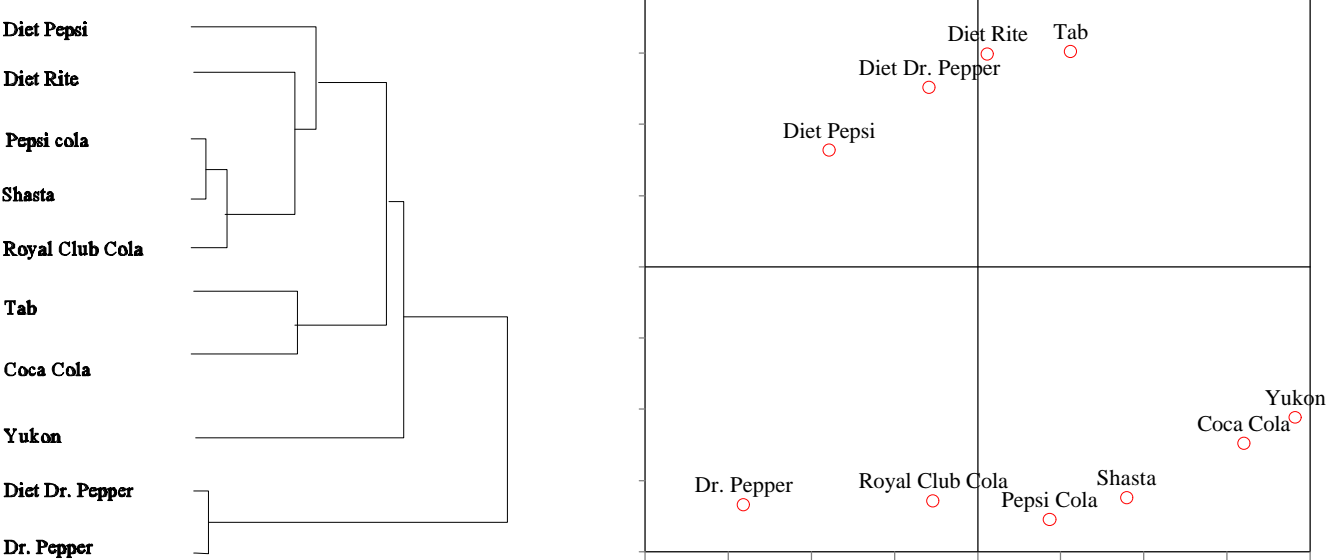 Diet Pepsi
Diet Rite
Pepsi cola
Shasta
Royal Club Cola
Tab
Coca Cola
Yukon
Diet Dr. Pepper
Dr. Pepper
Diet Rite
Tab
Diet Dr. Pepper
Diet Pepsi
Yukon
Coca Cola
Shasta
Dr. Pepper
Royal Club Cola
Pepsi Cola